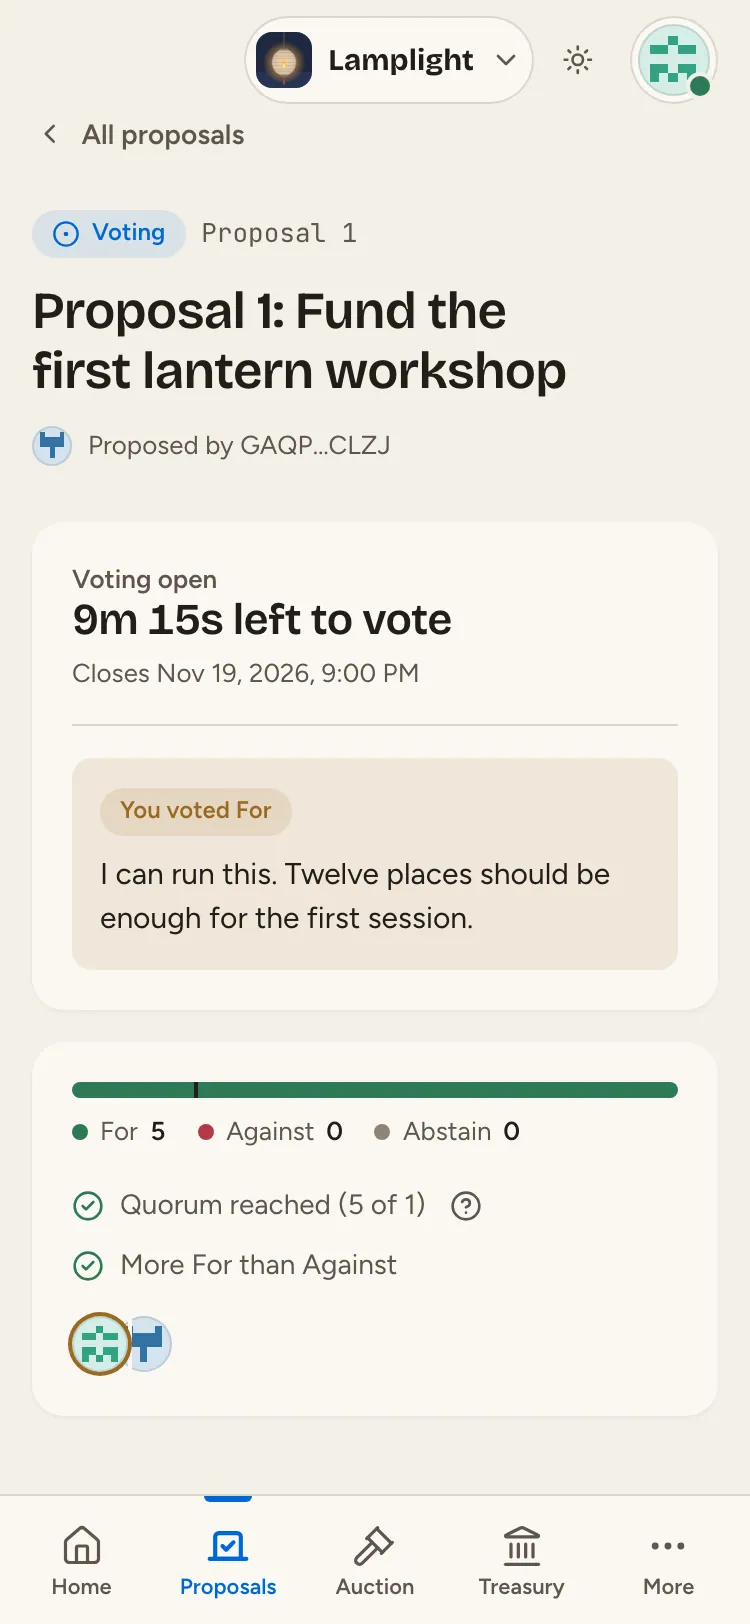 Lamplight
All proposals
Voting Proposal 1
Proposal 1: Fund the
first lantern workshop
Proposed by GAQP...CLZJ
Voting open
9m 15s left to vote
Closes Nov 19, 2026, 9:00 PM
You voted For
I can run this. Twelve places should be
enough for the first session.
For 5 Against 0 Abstain 0
Quorum reached (5 of 1) ?
More For than Against
Home Proposals Auction Treasury More